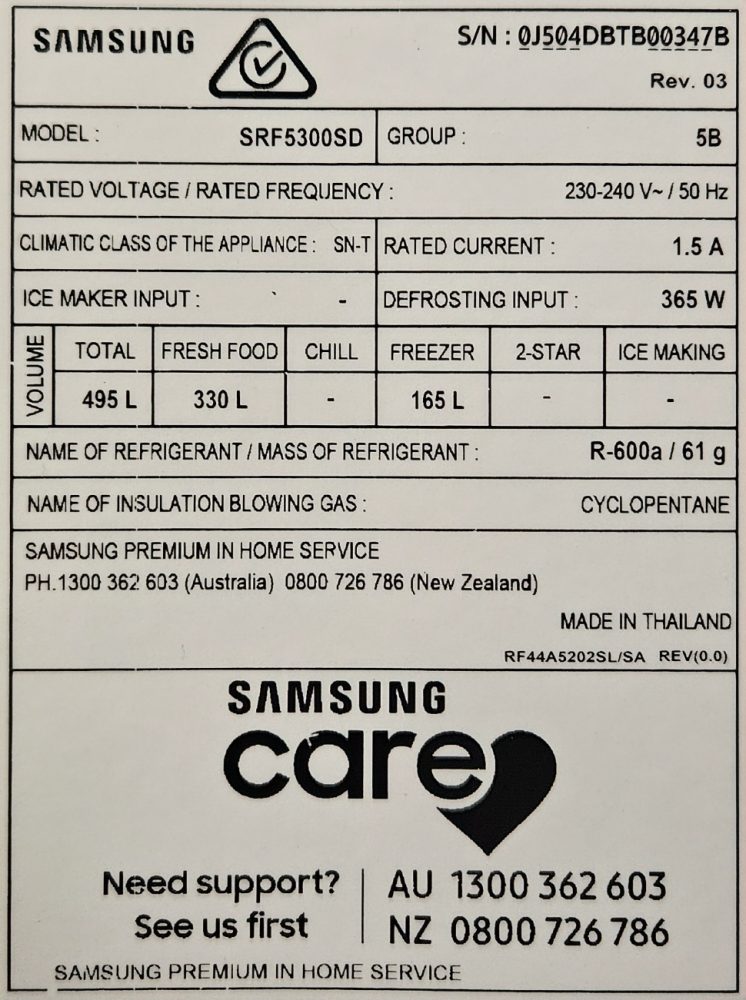 SAMSUNG
S/N : 0J504DBTB00347B
Rev. 03
MODEL : SRF5300SD GROUP : 5B
RATED VOLTAGE / RATED FREQUENCY : 230-240 V~ / 50 Hz
CLIMATIC CLASS OF THE APPLIANCE : SN-T RATED CURRENT : 1.5 A
ICE MAKER INPUT : - DEFROSTING INPUT : 365 W
VOLUME
TOTAL FRESH FOOD CHILL FREEZER 2-STAR ICE MAKING
495 L 330 L - 165 L - -
NAME OF REFRIGERANT / MASS OF REFRIGERANT : R-600a / 61 g
NAME OF INSULATION BLOWING GAS : CYCLOPENTANE
SAMSUNG PREMIUM IN HOME SERVICE
PH.1300 362 603 (Australia) 0800 726 786 (New Zealand)
MADE IN THAILAND
RF44A5202SL/SA REV(0.0)
SAMSUNG
care
Need support? AU 1300 362 603
See us first NZ 0800 726 786
SAMSUNG PREMIUM IN HOME SERVICE